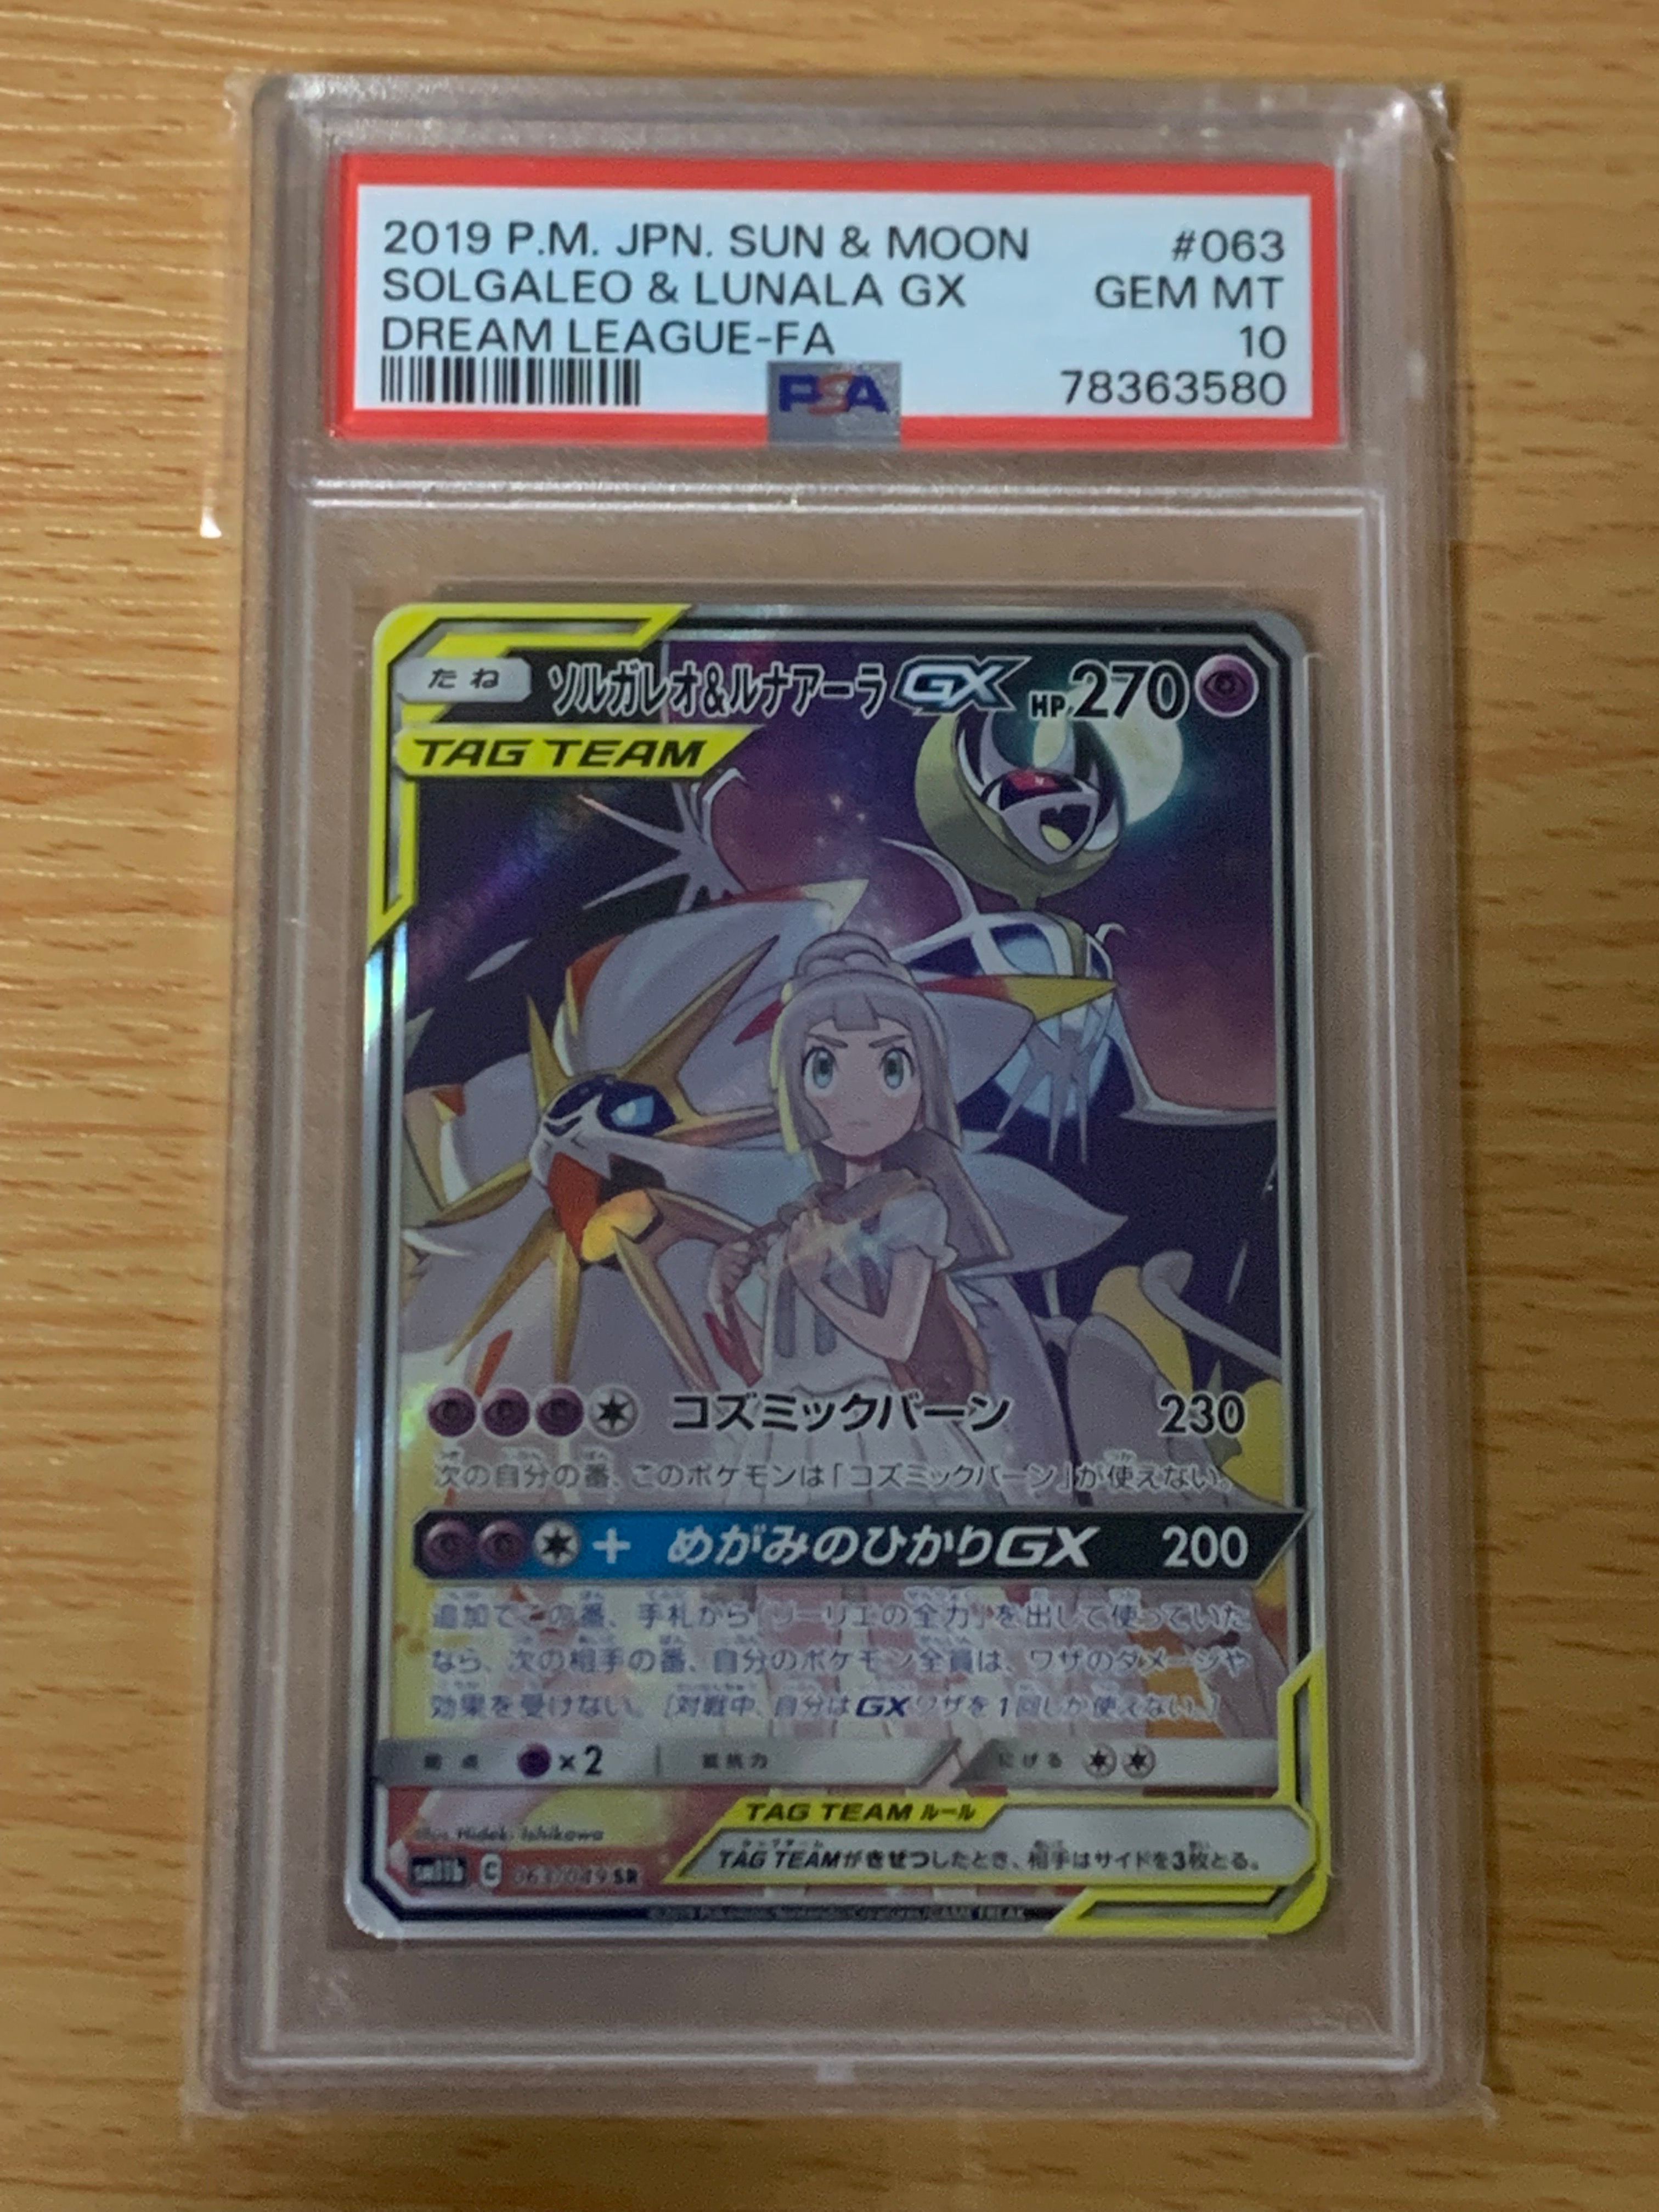 2019 P.M. JPN. SUN & MOON #063
SOLGALEO & LUNALA GX GEM MT
DREAM LEAGUE-FA 10
PSA 78363580
たね ソルガレオ&ルナアーラGX HP 270
TAG TEAM
コズミックバーン 230
次の自分の番、このポケモンは「コズミックバーン」が使えない。
+ めがみのひかりGX 200
追加でこの番、手札から「リーリエの全力」を出して使っていた
なら、次の相手の番、自分のポケモン全員は、ワザのダメージや
効果を受けない。[対戦中、自分はGXワザを1回しか使えない。]
弱点 ×2 抵抗力 にげる
TAG TEAM ルール
TAG TEAMがきぜつしたとき、相手はサイドを3枚とる。
Illus. Hideki Ishikawa
sm11b C 063/049 SR